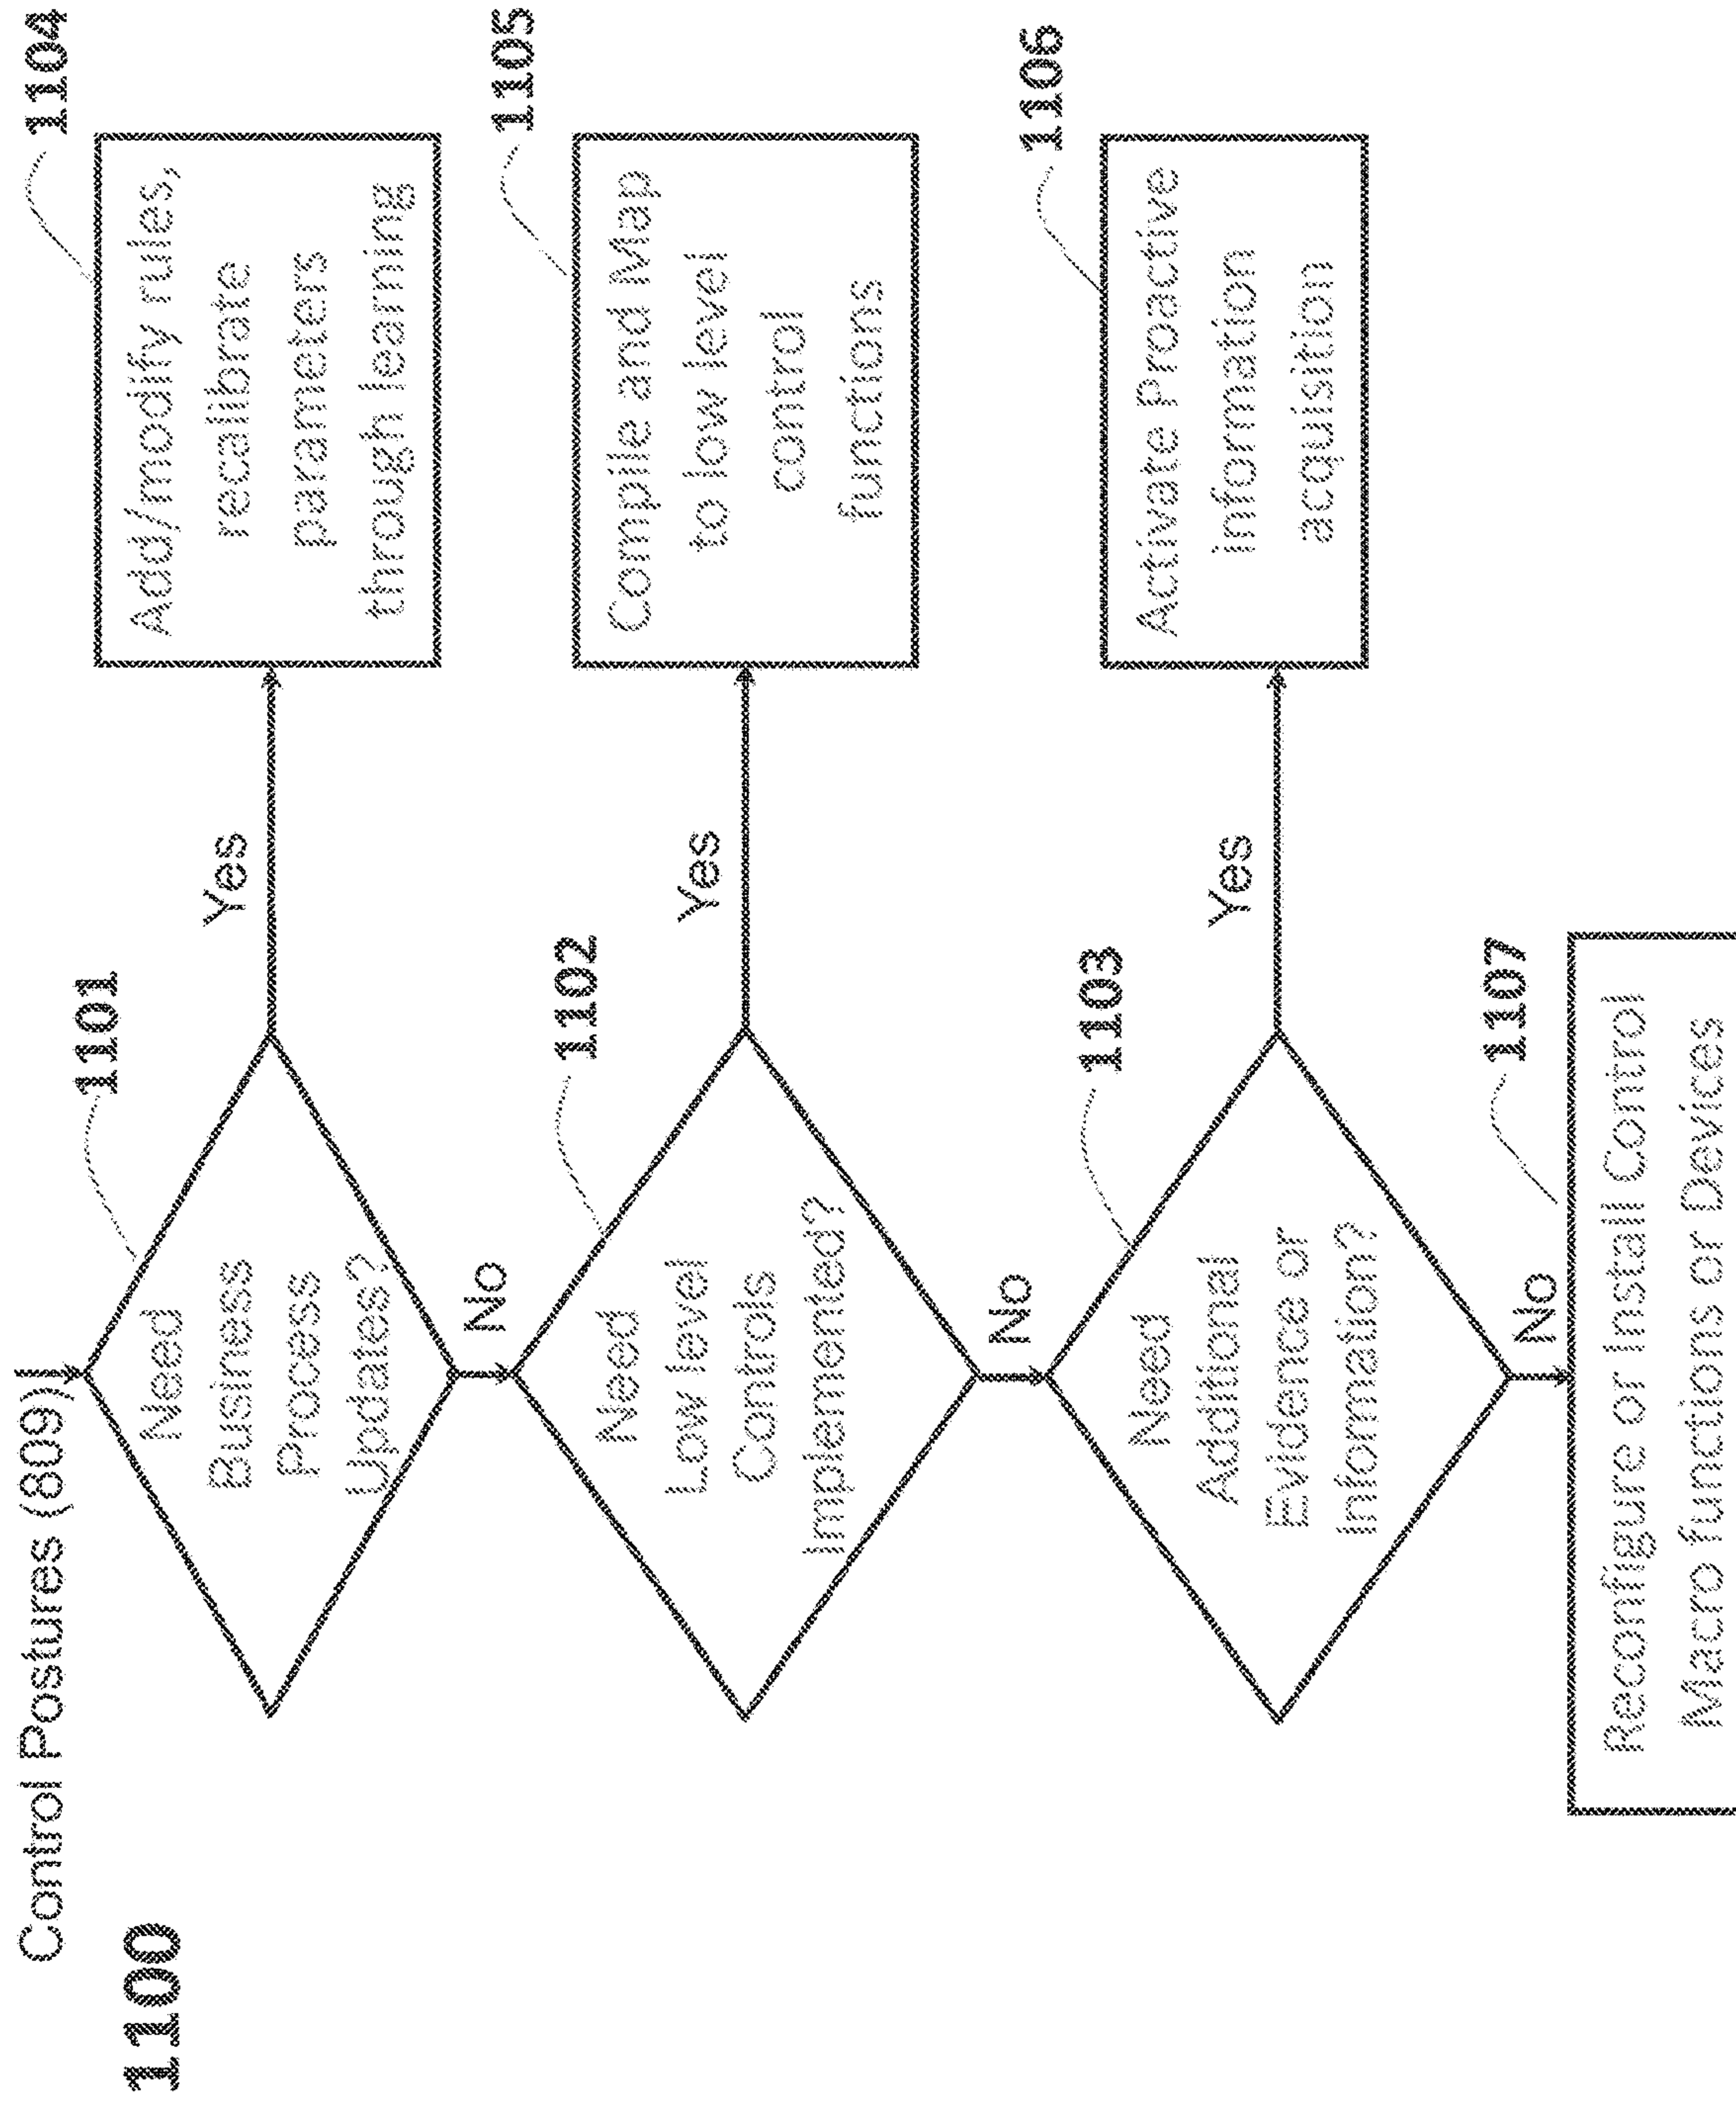 1100
Control Postures (809)
1101
Need
Business
Process
Updates?
Yes
1104
Add/modify rules,
recalibrate
parameters
through learning
No
1102
Need
Low level
Controls
Implemented?
Yes
1105
Compile and Map
to low level
control
functions
No
1103
Need
Additional
Evidence or
Information?
Yes
1106
Activate Proactive
information
acquisition
No
1107
Reconfigure or Install Control
Macro functions or Devices